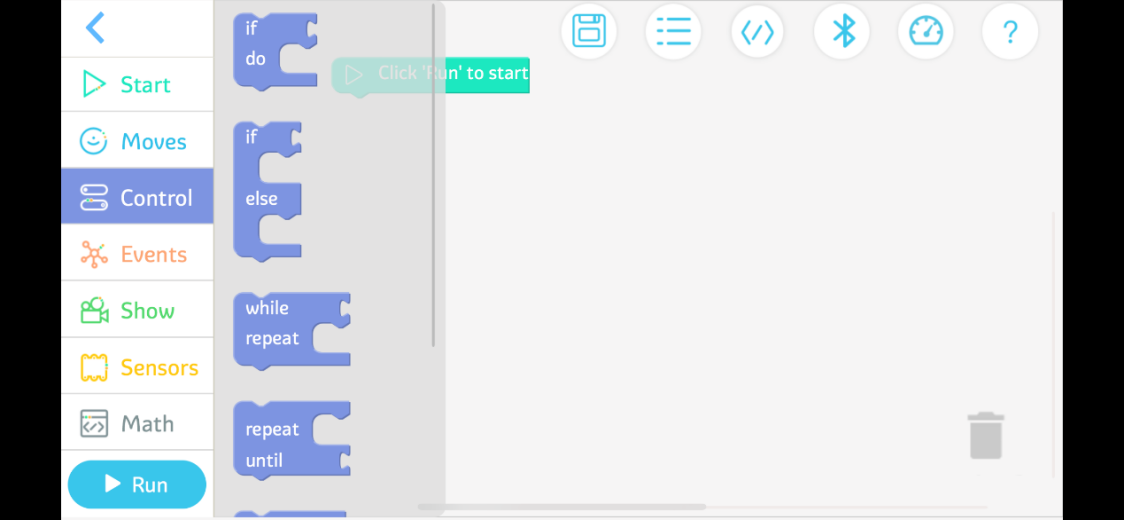 Start
Moves
Control
Events
Show
Sensors
Math
Run
if
do
if
else
while
repeat
repeat
until
Click 'Run' to start
?